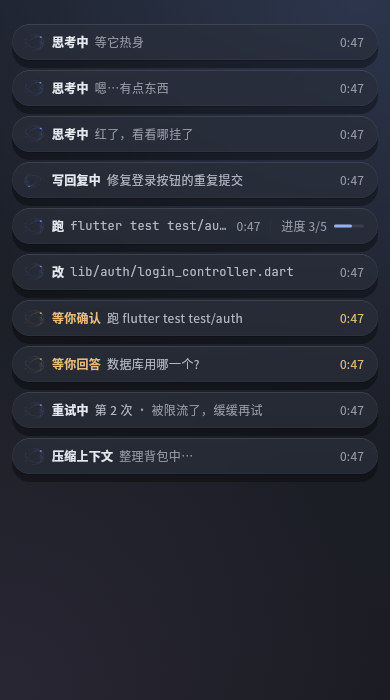 思考中 等它热身 0:47
思考中 嗯…有点东西 0:47
思考中 红了，看看哪挂了 0:47
写回复中 修复登录按钮的重复提交 0:47
跑 flutter test test/au… 0:47 进度 3/5
改 lib/auth/login_controller.dart 0:47
等你确认 跑 flutter test test/auth 0:47
等你回答 数据库用哪一个? 0:47
重试中 第 2 次 · 被限流了，缓缓再试 0:47
压缩上下文 整理背包中… 0:47